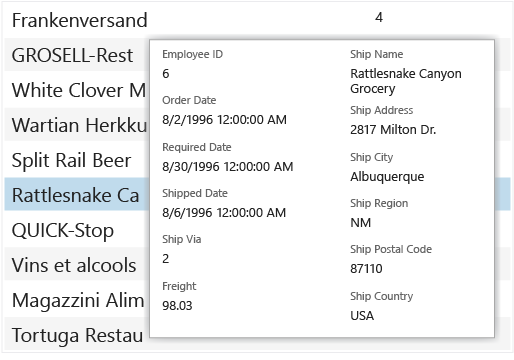 Frankenversand 4
GROSELL-Rest
White Clover M
Wartian Herkku
Split Rail Beer
Rattlesnake Ca
QUICK-Stop
Vins et alcools
Magazzini Alim
Tortuga Restau
Employee ID
6
Order Date
8/2/1996 12:00:00 AM
Required Date
8/30/1996 12:00:00 AM
Shipped Date
8/6/1996 12:00:00 AM
Ship Via
2
Freight
98.03
Ship Name
Rattlesnake Canyon
Grocery
Ship Address
2817 Milton Dr.
Ship City
Albuquerque
Ship Region
NM
Ship Postal Code
87110
Ship Country
USA